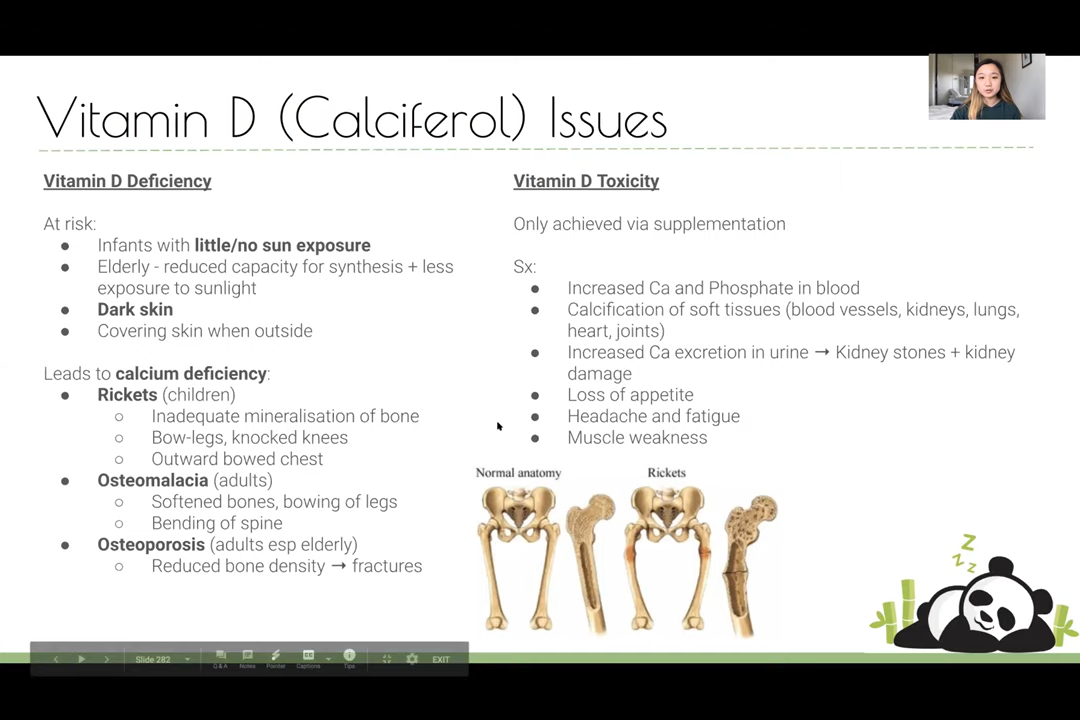 Vitamin D (Calciferol) Issues
Vitamin D Deficiency
At risk:
● Infants with little/no sun exposure
● Elderly - reduced capacity for synthesis + less
exposure to sunlight
● Dark skin
● Covering skin when outside
Leads to calcium deficiency:
● Rickets (children)
○ Inadequate mineralisation of bone
○ Bow-legs, knocked knees
○ Outward bowed chest
● Osteomalacia (adults)
○ Softened bones, bowing of legs
○ Bending of spine
● Osteoporosis (adults esp elderly)
○ Reduced bone density → fractures
Vitamin D Toxicity
Only achieved via supplementation
Sx:
● Increased Ca and Phosphate in blood
● Calcification of soft tissues (blood vessels, kidneys, lungs,
heart, joints)
● Increased Ca excretion in urine → Kidney stones + kidney
damage
● Loss of appetite
● Headache and fatigue
● Muscle weakness
Normal anatomy
Rickets
Z
Z
Z
Slide 282
Q & A
Notes
Pointer
CC
Captions
Tips
EXIT